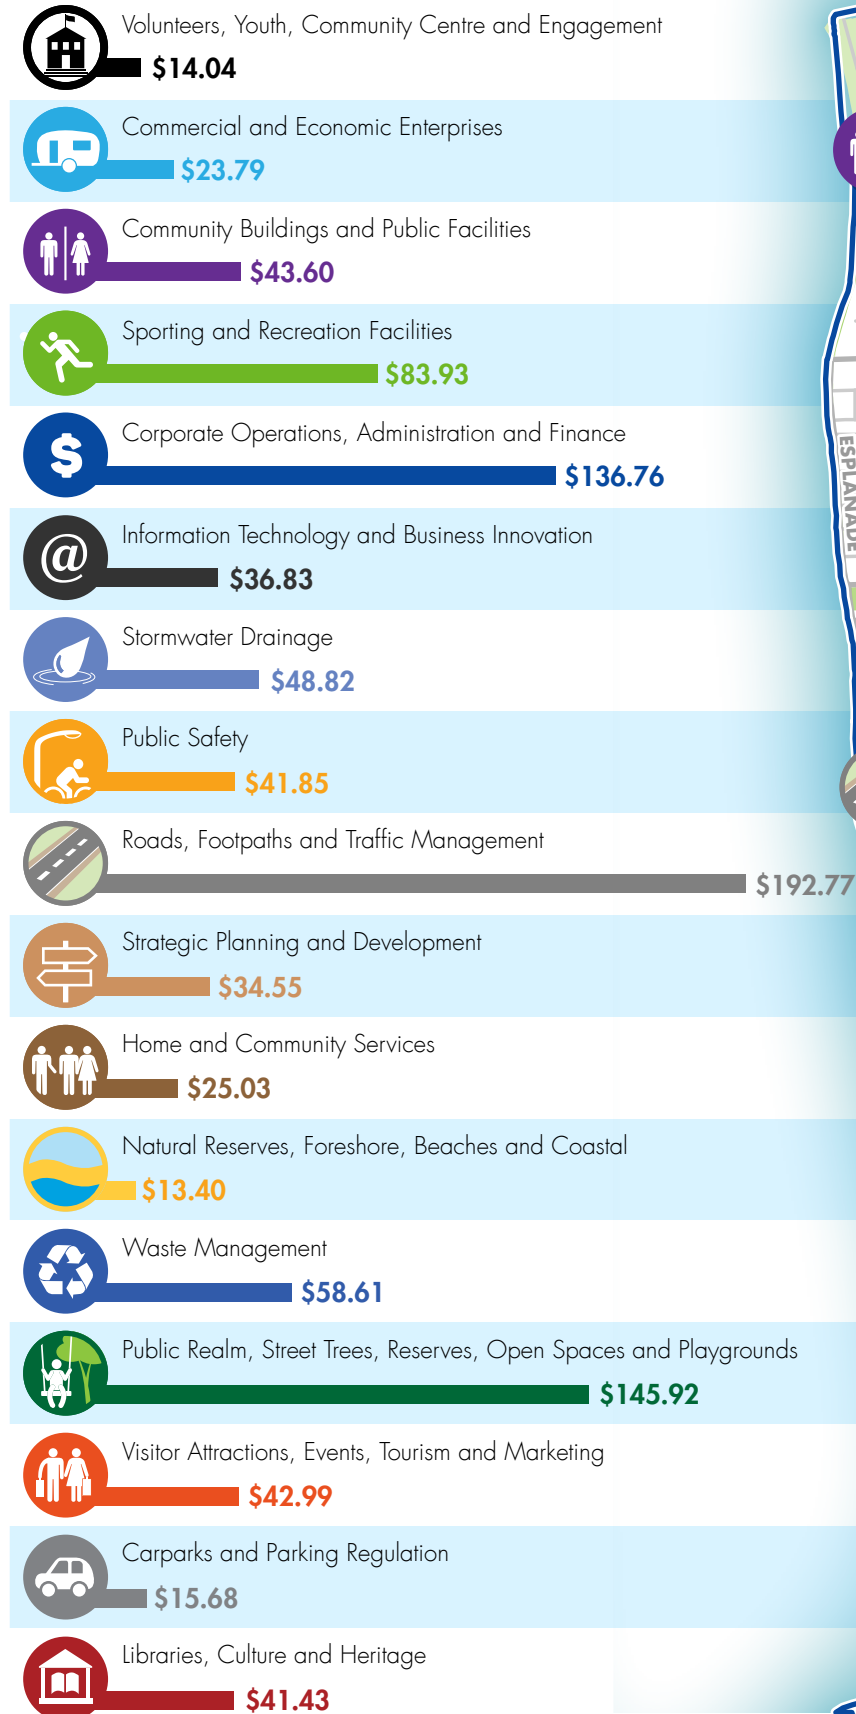 Volunteers, Youth, Community Centre and Engagement
$14.04
Commercial and Economic Enterprises
$23.79
Community Buildings and Public Facilities
$43.60
Sporting and Recreation Facilities
$83.93
Corporate Operations, Administration and Finance
$
$136.76
ESPLANADE
Information Technology and Business Innovation
@
$36.83
Stormwater Drainage
$48.82
Public Safety
$41.85
Roads, Footpaths and Traffic Management
$192.77
Strategic Planning and Development
$34.55
Home and Community Services
$25.03
Natural Reserves, Foreshore, Beaches and Coastal
$13.40
Waste Management
$58.61
Public Realm, Street Trees, Reserves, Open Spaces and Playgrounds
$145.92
Visitor Attractions, Events, Tourism and Marketing
$42.99
Carparks and Parking Regulation
$15.68
Libraries, Culture and Heritage
$41.43